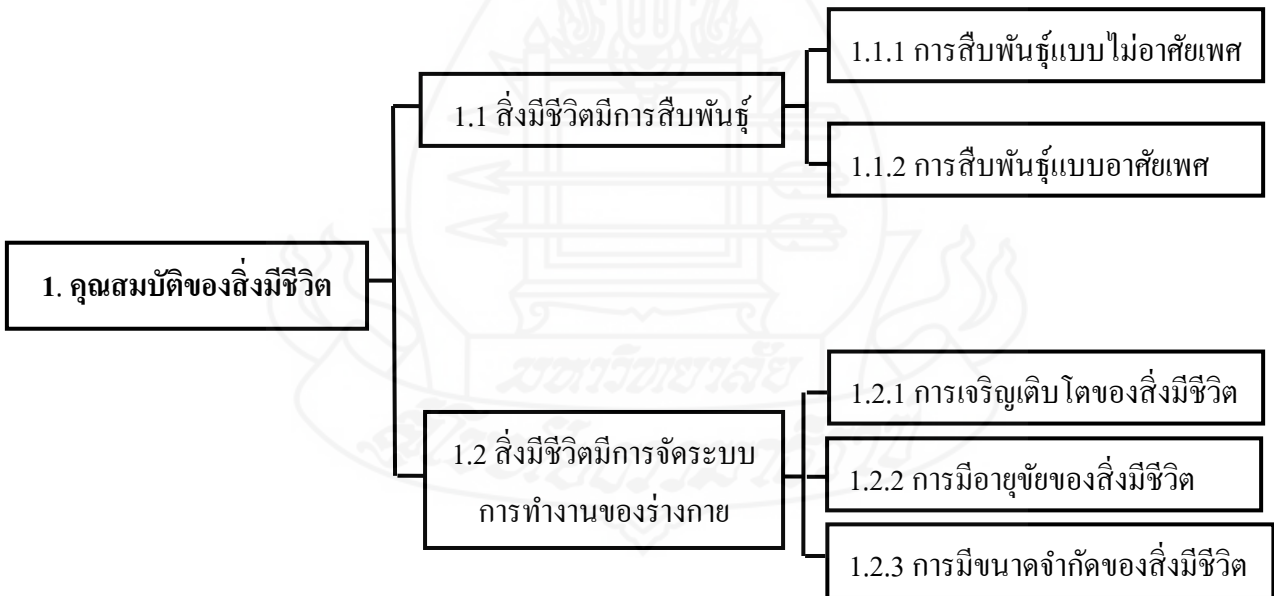 1.1.1 การสืบพันธุ์แบบไม่อาศัยเพศ
1.1 สิ่งมีชีวิตมีการสืบพันธุ์
1.1.2 การสืบพันธุ์แบบอาศัยเพศ
1. คุณสมบัติของสิ่งมีชีวิต
1.2.1 การเจริญเติบโตของสิ่งมีชีวิต
1.2 สิ่งมีชีวิตมีการจัดระบบ
การทำงานของร่างกาย
1.2.2 การมีอายุขัยของสิ่งมีชีวิต
1.2.3 การมีขนาดจำกัดของสิ่งมีชีวิต